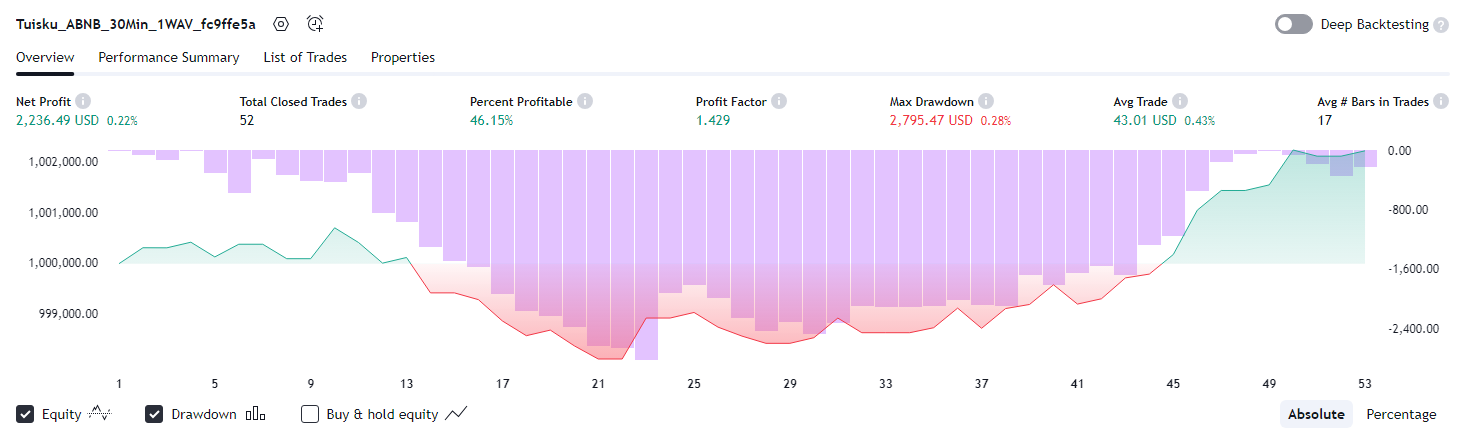 Tuisku_ABNB_30Min_1WAV_fc9ffe5a
Deep Backtesting ?
Overview Performance Summary List of Trades Properties
Net Profit i Total Closed Trades i Percent Profitable i Profit Factor i Max Drawdown i Avg Trade i Avg # Bars in Trades i
2,236.49 USD 0.22% 52 46.15% 1.429 2,795.47 USD 0.28% 43.01 USD 0.43% 17
1,002,000.00 0.00
1,001,000.00 -800.00
1,000,000.00 -1,600.00
999,000.00 -2,400.00
1 5 9 13 17 21 25 29 33 37 41 45 49 53
Equity Drawdown Buy & hold equity Absolute Percentage